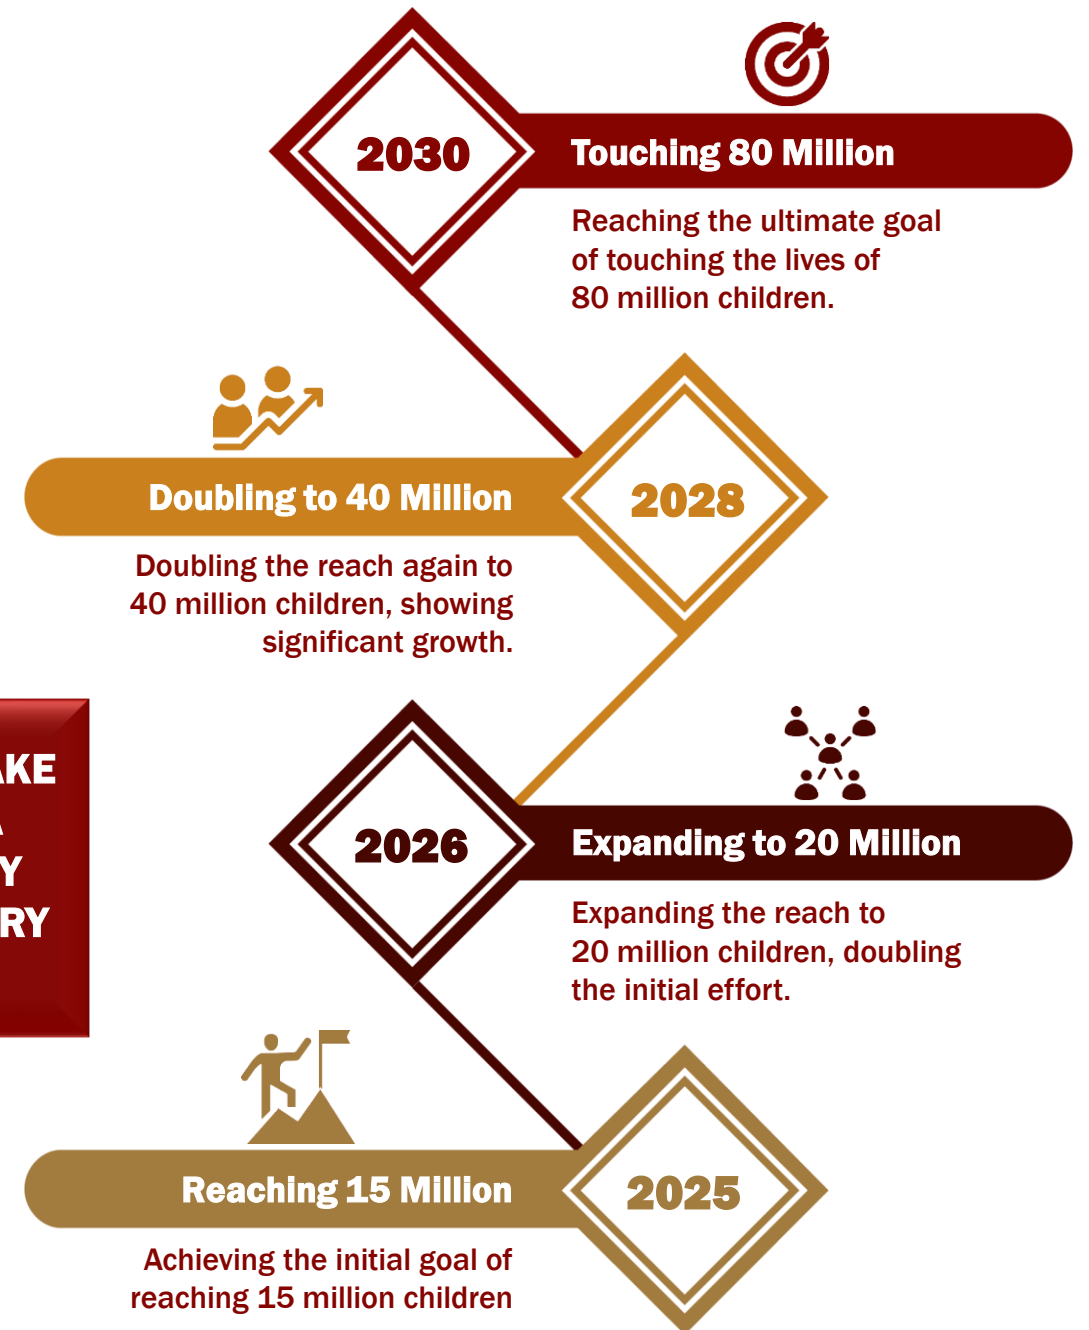 2030
Touching 80 Million
Reaching the ultimate goal
of touching the lives of
80 million children.
Doubling to 40 Million
2028
Doubling the reach again to
40 million children, showing
significant growth.
2026
Expanding to 20 Million
Expanding the reach to
20 million children, doubling
the initial effort.
Reaching 15 Million
2025
Achieving the initial goal of
reaching 15 million children